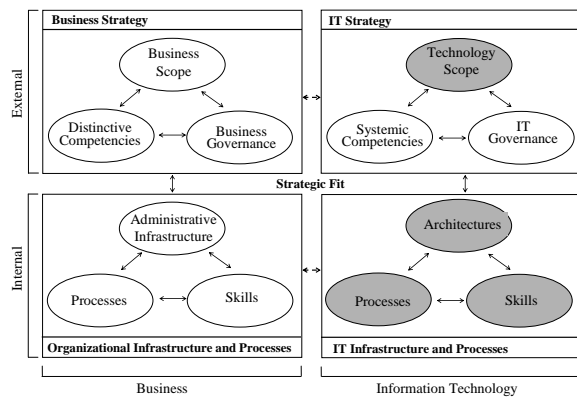 Business Strategy
Business
Scope
Distinctive
Competencies
Business
Governance
IT Strategy
Technology
Scope
Systemic
Competencies
IT
Governance
External
Strategic Fit
Internal
Administrative
Infrastructure
Processes
Skills
Organizational Infrastructure and Processes
Architectures
Processes
Skills
IT Infrastructure and Processes
Business
Information Technology